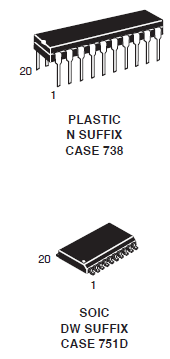 20
1
PLASTIC
N SUFFIX
CASE 738
20
1
SOIC
DW SUFFIX
CASE 751D